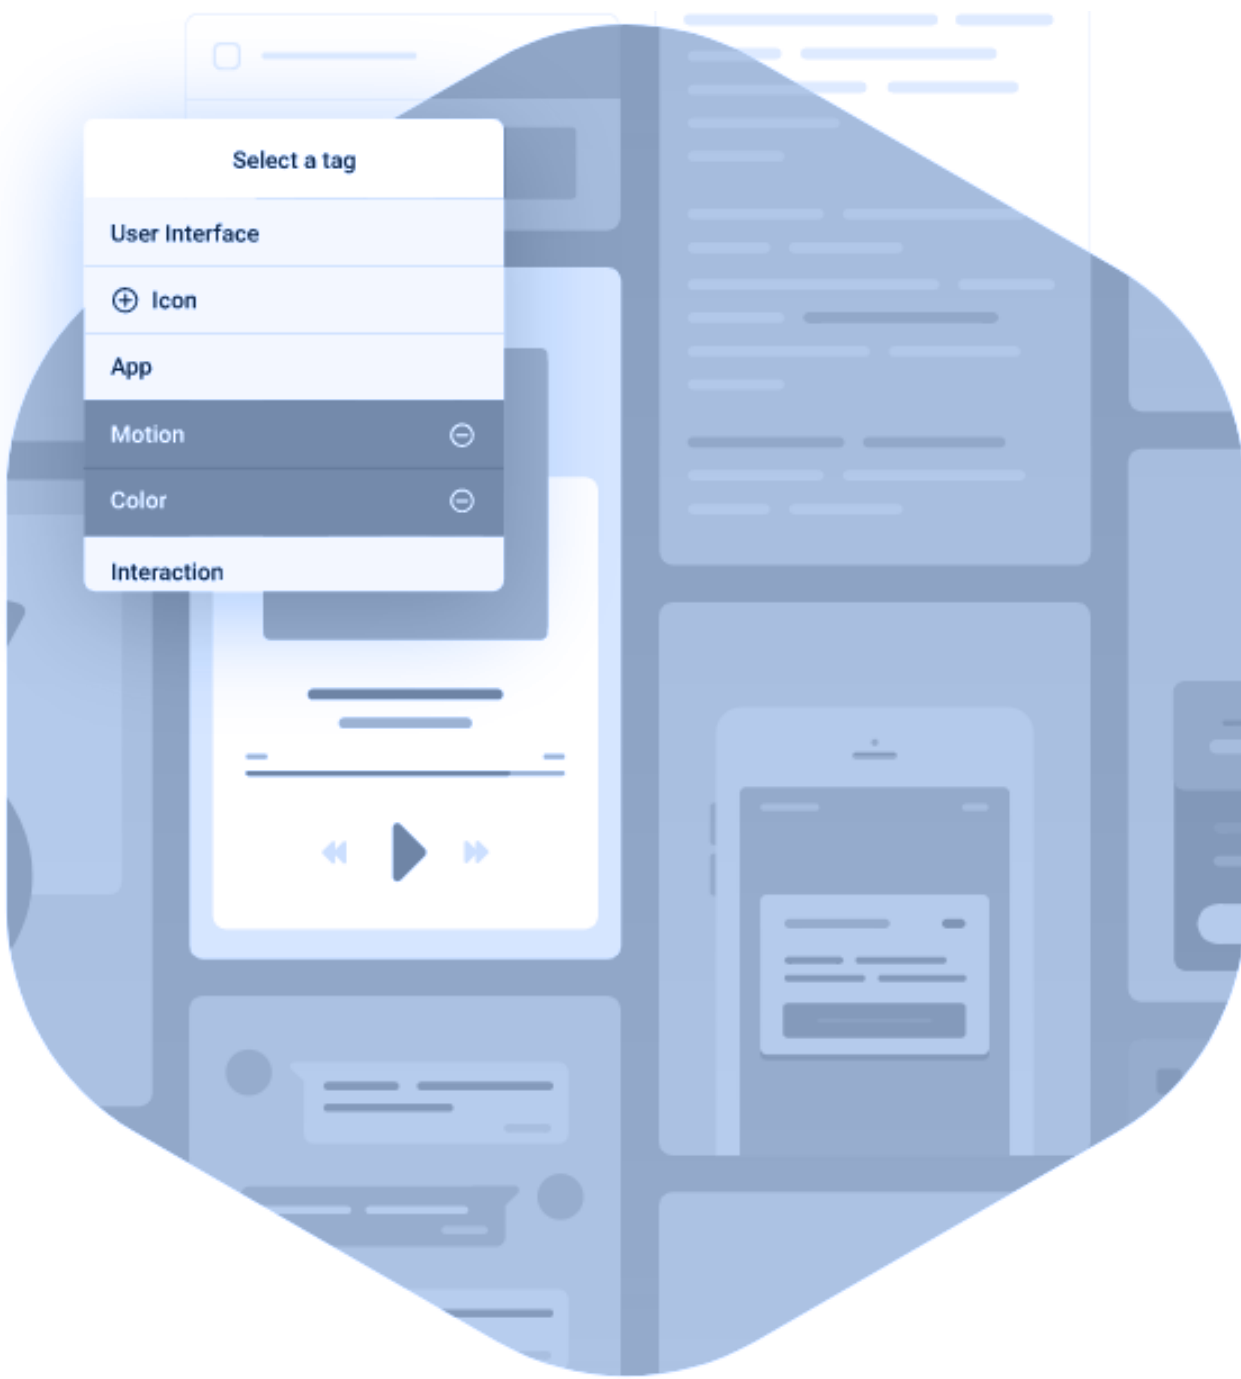 Select a tag
User Interface
Icon
App
Motion
Color
Interaction